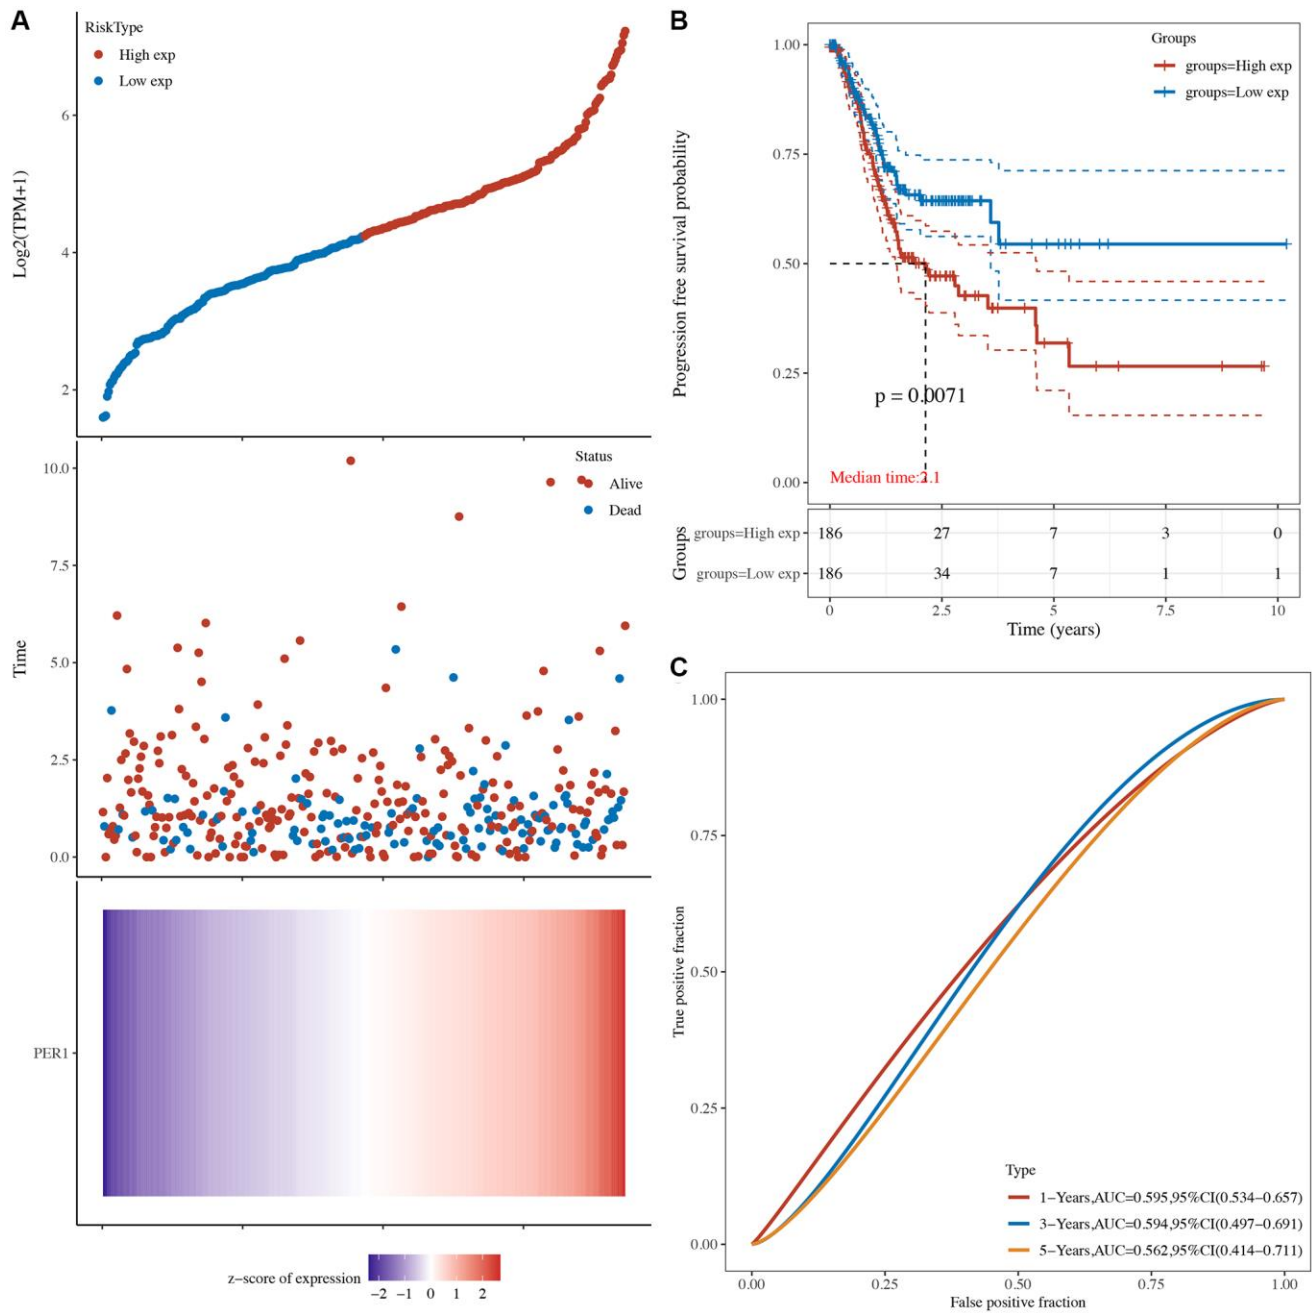 A
RiskType
High exp
Low exp
Log2(TPM+1)
6
4
2
Status
Alive
Dead
Time
10.0
7.5
5.0
2.5
0.0
PER1
z−score of expression
−2 −1 0 1 2
B
Groups
groups=High exp
groups=Low exp
Progression free survival probability
1.00
0.75
0.50
0.25
0.00
p = 0.0071
Median time:2.1
Groups
groups=High exp 186 27 7 3 0
groups=Low exp 186 34 7 1 1
0 2.5 5 7.5 10
Time (years)
C
True positive fraction
1.00
0.75
0.50
0.25
0.00
Type
1−Years,AUC=0.595,95%CI(0.534−0.657)
3−Years,AUC=0.594,95%CI(0.497−0.691)
5−Years,AUC=0.562,95%CI(0.414−0.711)
0.00 0.25 0.50 0.75 1.00
False positive fraction